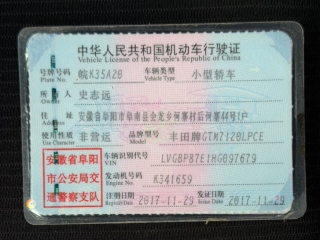 中华人民共和国机动车行驶证
Vehicle License of the People's Republic of China
号牌号码 皖K35A20 车辆类型 小型轿车
Plate No. Vehicle Type
所有人 史志远
Owner
住址 安徽省阜阳市阜南县会龙乡何寨村后何寨44号1户
Address
使用性质 非营运 品牌型号 丰田牌GTM7120LPCE
Use Character Model
安徽省阜阳市公安局交通警察支队
车辆识别代号 LVGBP87E1HGB97679
VIN
发动机号码 K341659
Engine No.
注册日期 2017-11-29 发证日期 2017-11-29
Register Date Issue Date